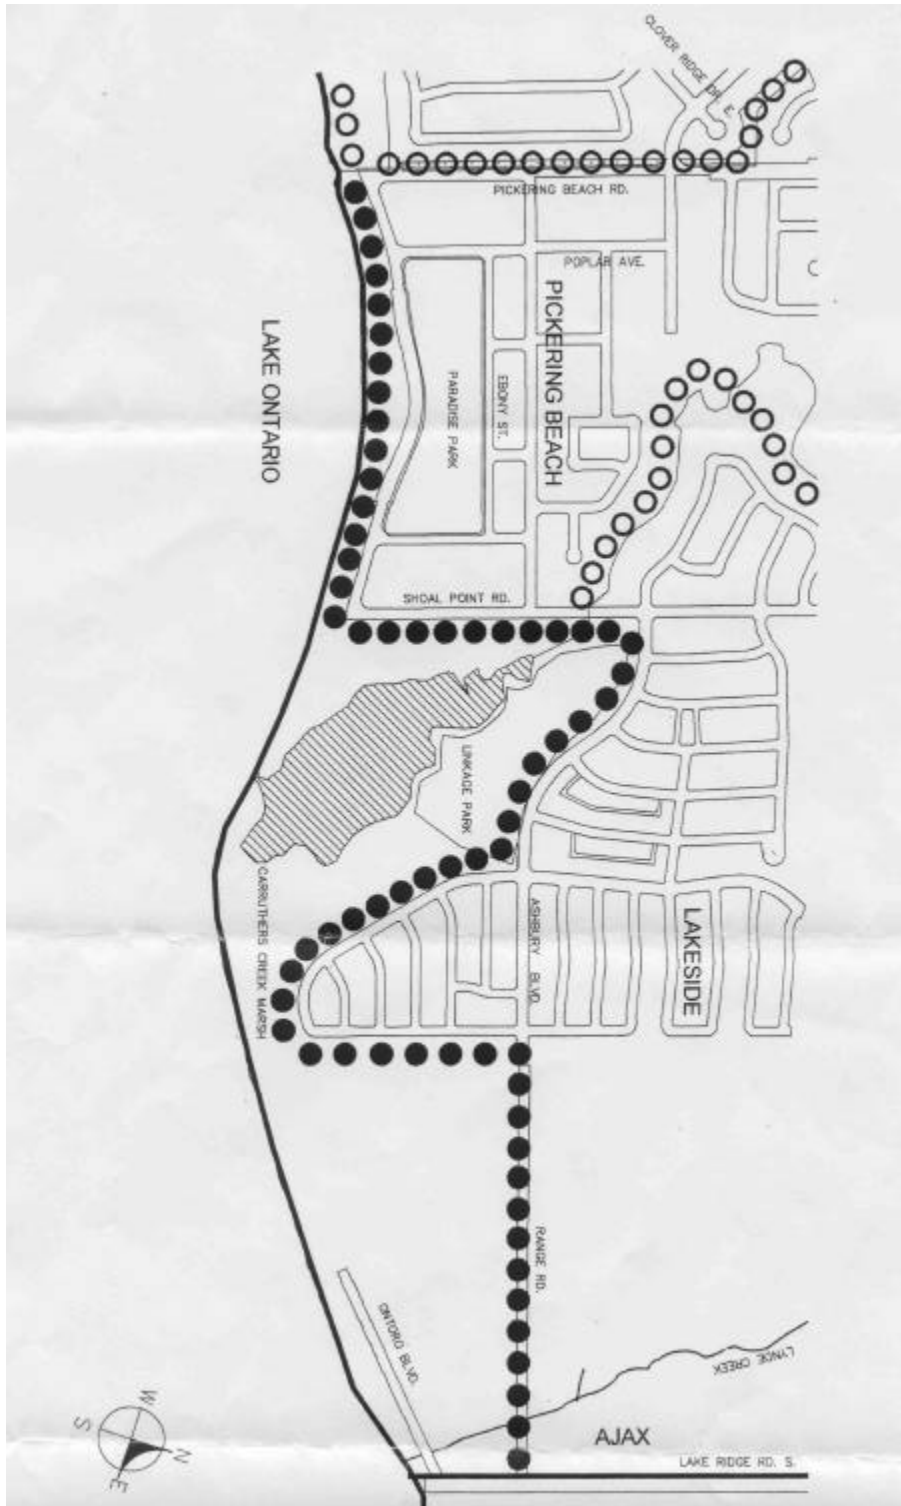 CLOVER RIDGE DR. E.
PICKERING BEACH RD.
POPLAR AVE.
PICKERING BEACH
LAKE ONTARIO
PARADISE PARK
EBONY ST.
SHOAL POINT RD.
LINKAGE PARK
CARRUTHERS CREEK MARSH
ASHBURY BLVD.
LAKESIDE
RANGE RD.
ONTORO BLVD.
LYNDE CREEK
AJAX
LAKE RIDGE RD. S.
W
S
N
E